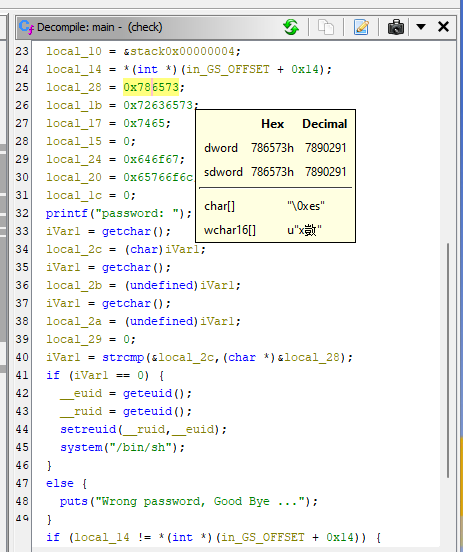 Decompile: main - (check)
23 local_10 = &stack0x00000004;
24 local_14 = *(int *)(in_GS_OFFSET + 0x14);
25 local_28 = 0x786573;
26 local_1b = 0x72636573;
27 local_17 = 0x7465;
28 local_15 = 0;
29 local_24 = 0x646f67;
30 local_20 = 0x65766f6c
31 local_1c = 0;
32 printf("password: ");
33 iVar1 = getchar();
34 local_2c = (char)iVar1;
35 iVar1 = getchar();
36 local_2b = (undefined)iVar1;
37 iVar1 = getchar();
38 local_2a = (undefined)iVar1;
39 local_29 = 0;
40 iVar1 = strcmp(&local_2c,(char *)&local_28);
41 if (iVar1 == 0) {
42 __euid = geteuid();
43 __ruid = geteuid();
44 setreuid(__ruid,__euid);
45 system("/bin/sh");
46 }
47 else {
48 puts("Wrong password, Good Bye ...");
49 }
50 if (local_14 != *(int *)(in_GS_OFFSET + 0x14)) {
Hex Decimal
dword 786573h 7890291
sdword 786573h 7890291
char[] "\0xes"
wchar16[]